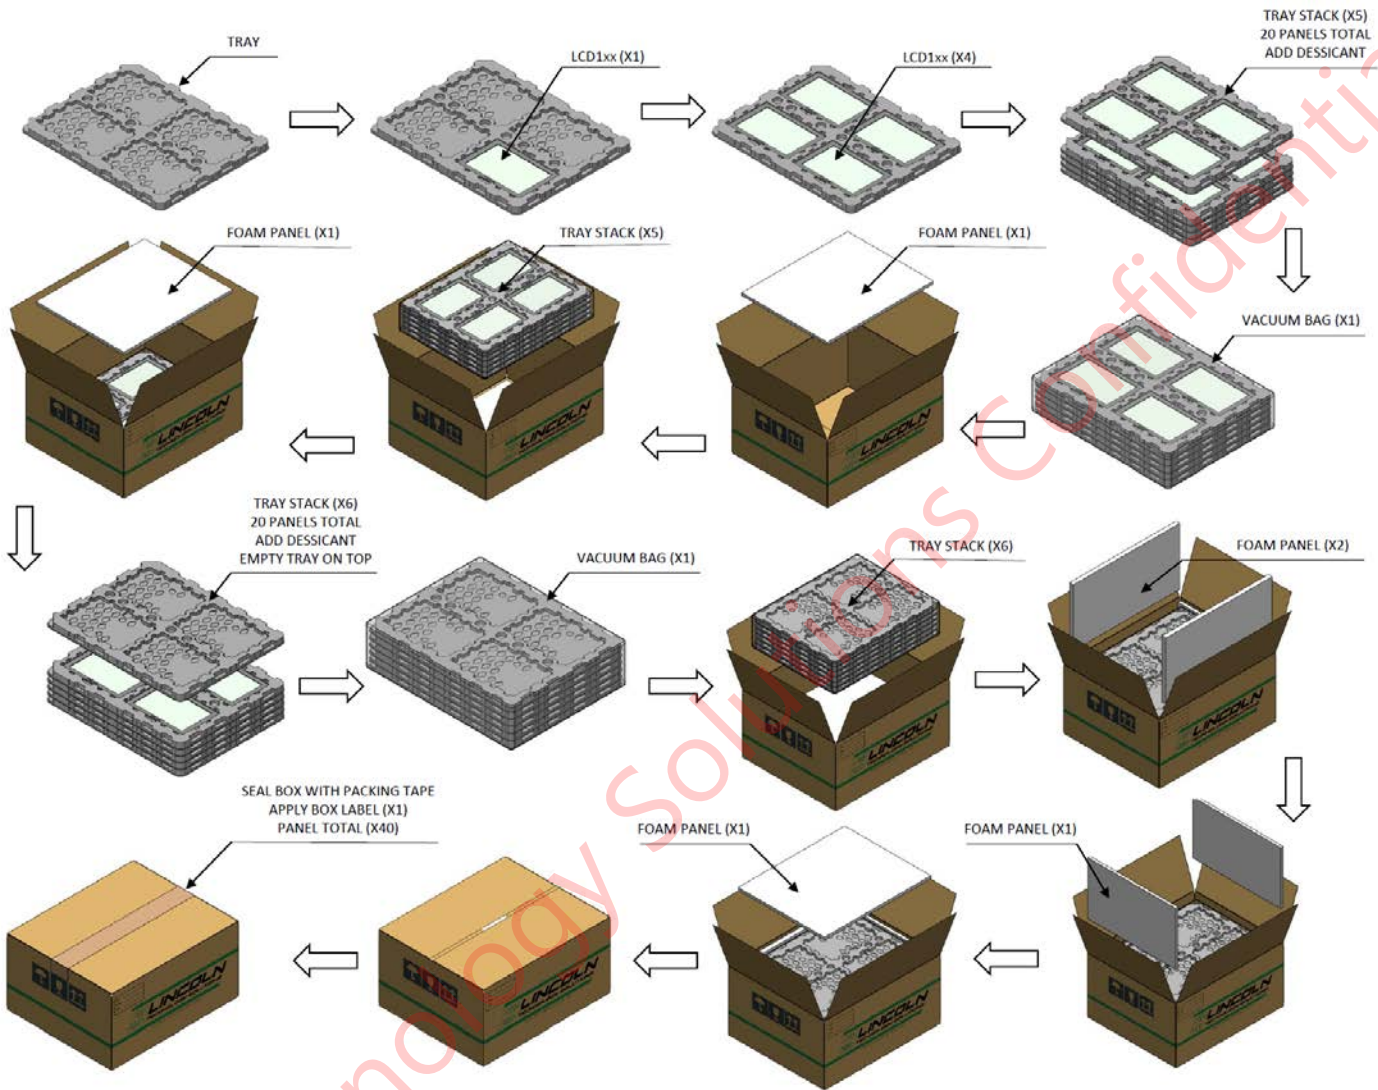 TRAY
LCD1xx (X1)
LCD1xx (X4)
TRAY STACK (X5)
20 PANELS TOTAL
ADD DESSICANT
FOAM PANEL (X1)
TRAY STACK (X5)
FOAM PANEL (X1)
VACUUM BAG (X1)
LINCOLN
LINCOLN
LINCOLN
TRAY STACK (X6)
20 PANELS TOTAL
ADD DESSICANT
EMPTY TRAY ON TOP
VACUUM BAG (X1)
TRAY STACK (X6)
FOAM PANEL (X2)
LINCOLN
LINCOLN
SEAL BOX WITH PACKING TAPE
APPLY BOX LABEL (X1)
PANEL TOTAL (X40)
FOAM PANEL (X1)
FOAM PANEL (X1)
LINCOLN
LINCOLN
LINCOLN
LINCOLN
nology Solutions Confidentia